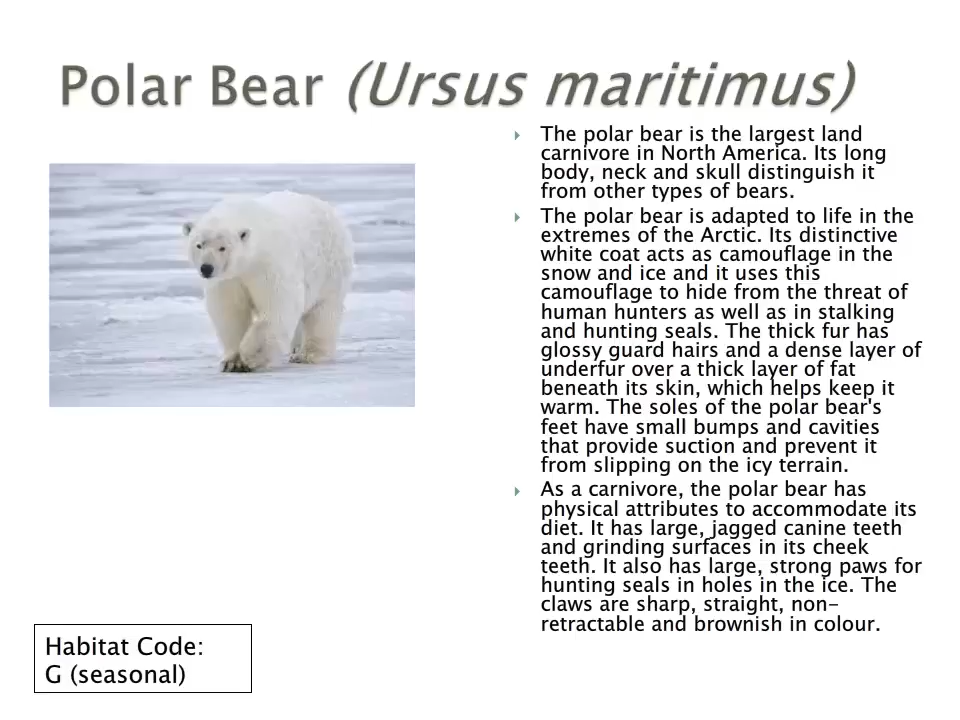 Polar Bear (Ursus maritimus)
The polar bear is the largest land
carnivore in North America. Its long
body, neck and skull distinguish it
from other types of bears.
The polar bear is adapted to life in the
extremes of the Arctic. Its distinctive
white coat acts as camouflage in the
snow and ice and it uses this
camouflage to hide from the threat of
human hunters as well as in stalking
and hunting seals. The thick fur has
glossy guard hairs and a dense layer of
underfur over a thick layer of fat
beneath its skin, which helps keep it
warm. The soles of the polar bear's
feet have small bumps and cavities
that provide suction and prevent it
from slipping on the icy terrain.
As a carnivore, the polar bear has
physical attributes to accommodate its
diet. It has large, jagged canine teeth
and grinding surfaces in its cheek
teeth. It also has large, strong paws for
hunting seals in holes in the ice. The
claws are sharp, straight, non-
retractable and brownish in colour.
Habitat Code:
G (seasonal)